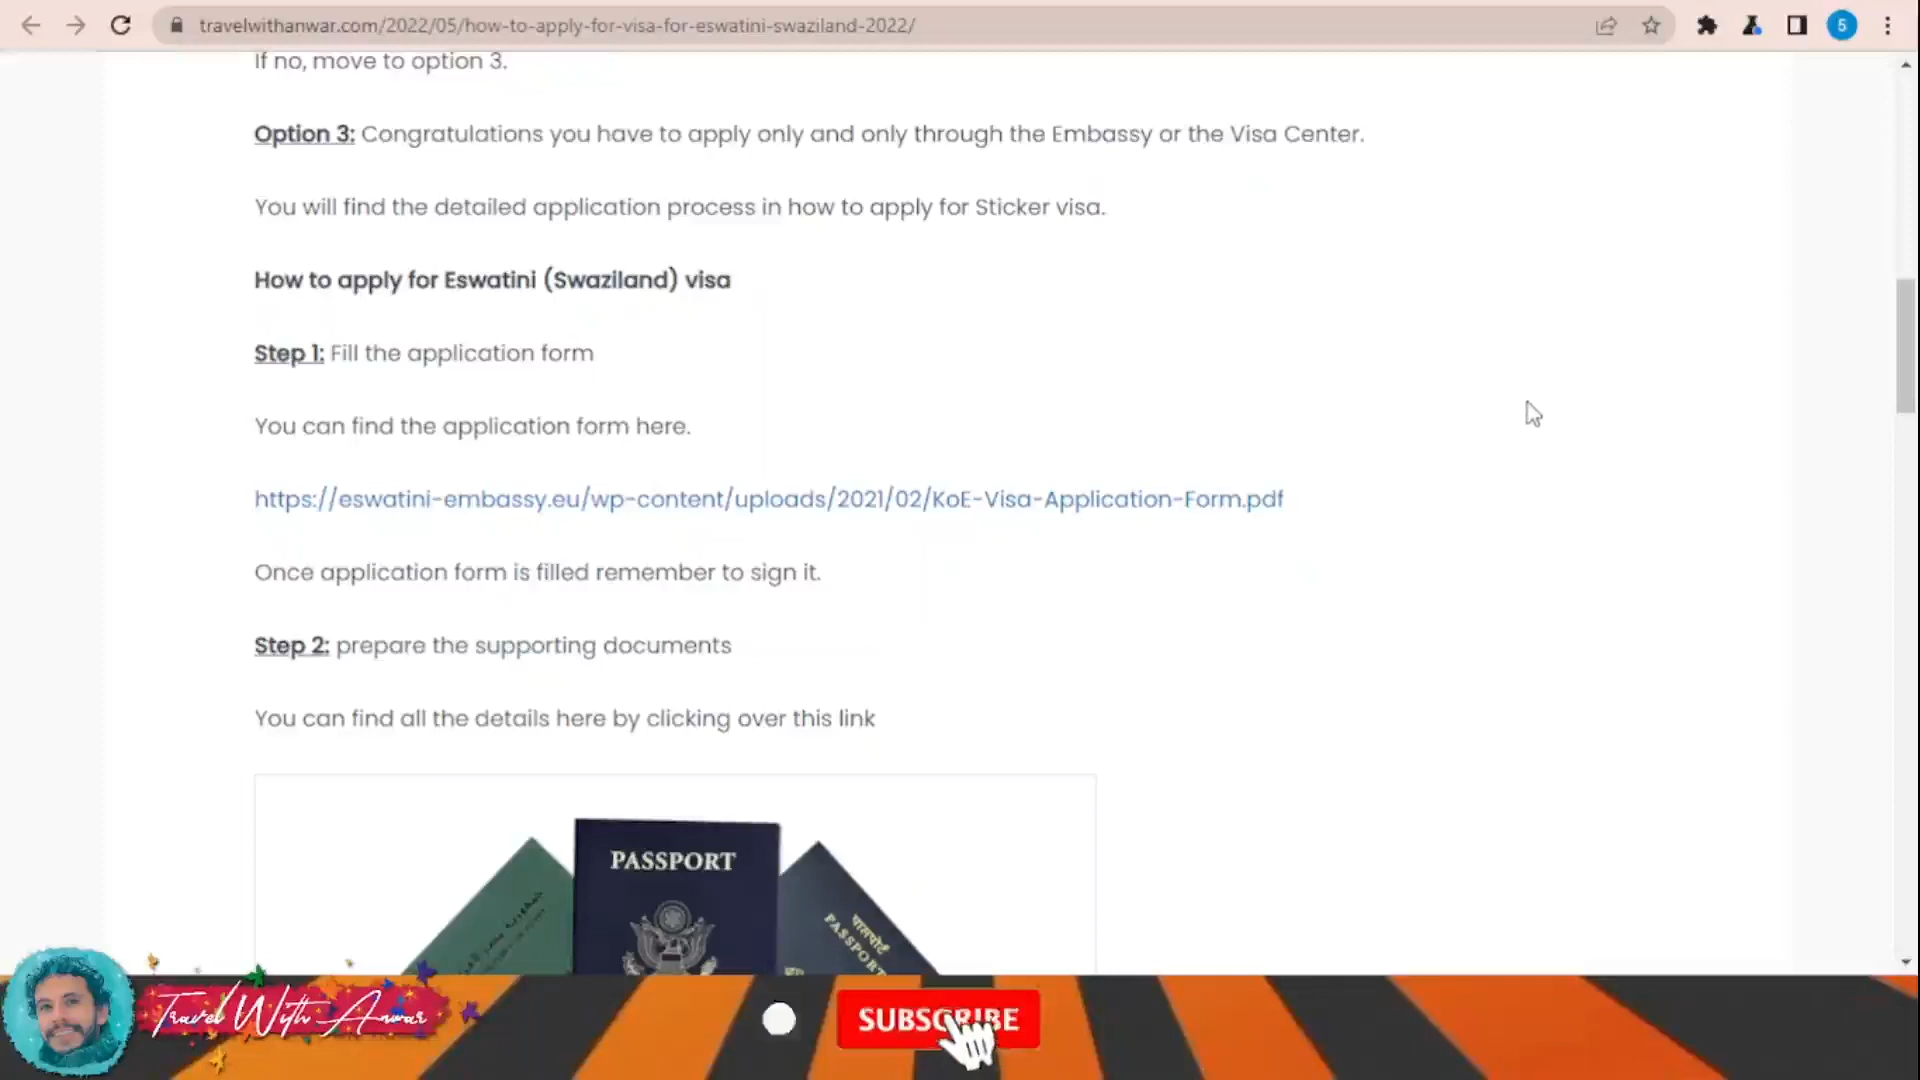 travelwithanwar.com/2022/05/how-to-apply-for-visa-for-eswatini-swaziland-2022/
5
If no, move to option 3.
Option 3: Congratulations you have to apply only and only through the Embassy or the Visa Center.
You will find the detailed application process in how to apply for Sticker visa.
How to apply for Eswatini (Swaziland) visa
Step 1: Fill the application form
You can find the application form here.
https://eswatini-embassy.eu/wp-content/uploads/2021/02/KoE-Visa-Application-Form.pdf
Once application form is filled remember to sign it.
Step 2: prepare the supporting documents
You can find all the details here by clicking over this link
PASSPORT
पासपोर्ट
PASSPORT
Travel With Anwar
SUBSCRIBE